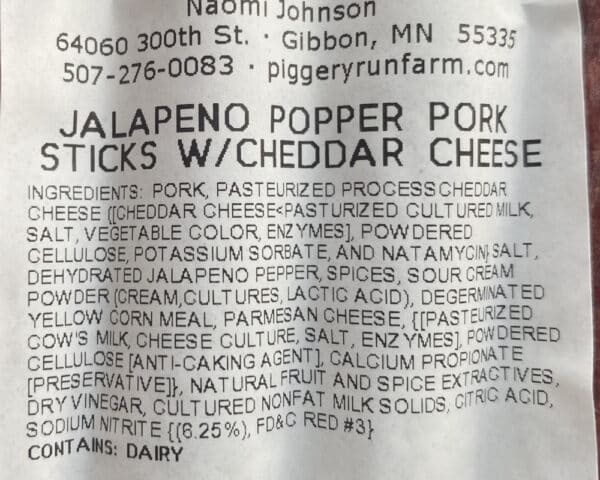 Naomi Johnson
64060 300th St. · Gibbon, MN 55335
507-276-0083 · piggeryrunfarm.com
JALAPENO POPPER PORK
STICKS W/CHEDDAR CHEESE
INGREDIENTS: PORK, PASTEURIZED PROCESS CHEDDAR
CHEESE {[CHEDDAR CHEESE<PASTURIZED CULTURED MILK,
SALT, VEGETABLE COLOR, ENZYMES], POWDERED
CELLULOSE, POTASSIUM SORBATE, AND NATAMYCIN}, SALT,
DEHYDRATED JALAPENO PEPPER, SPICES, SOUR CREAM
POWDER (CREAM,CULTURES, LACTIC ACID), DEGERMINATED
YELLOW CORN MEAL, PARMESAN CHEESE, {[PASTEURIZED
COW'S MILK, CHEESE CULTURE, SALT, ENZYMES], POWDERED
CELLULOSE [ANTI-CAKING AGENT], CALCIUM PROPIONATE
[PRESERVATIVE]}, NATURAL FRUIT AND SPICE EXTRACTIVES,
DRY VINEGAR, CULTURED NONFAT MILK SOLIDS, CITRIC ACID,
SODIUM NITRITE {(6.25%), FD&C RED #3}
CONTAINS: DAIRY